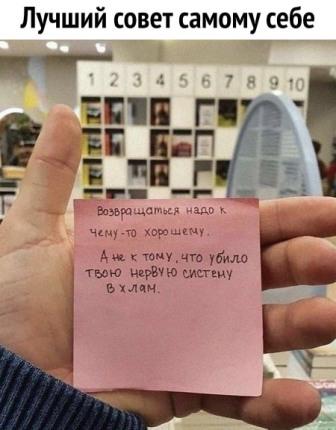 Лучший совет самому себе
1 2 3 4 5 6 7 8 9 10
Возвращаться надо к
чему-то хорошему.
А не к тому, что убило
твою нервую систему
в хлам.